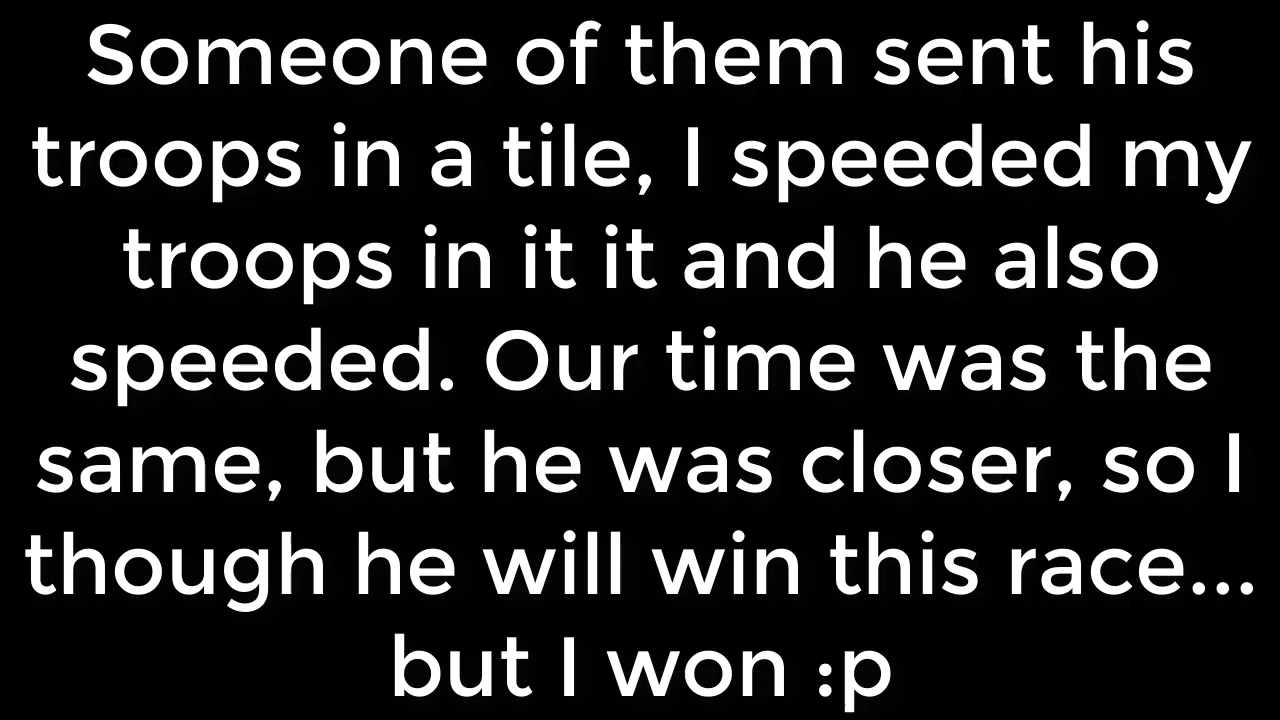 Someone of them sent his
troops in a tile, I speeded my
troops in it it and he also
speeded. Our time was the
same, but he was closer, so I
though he will win this race...
but I won :p